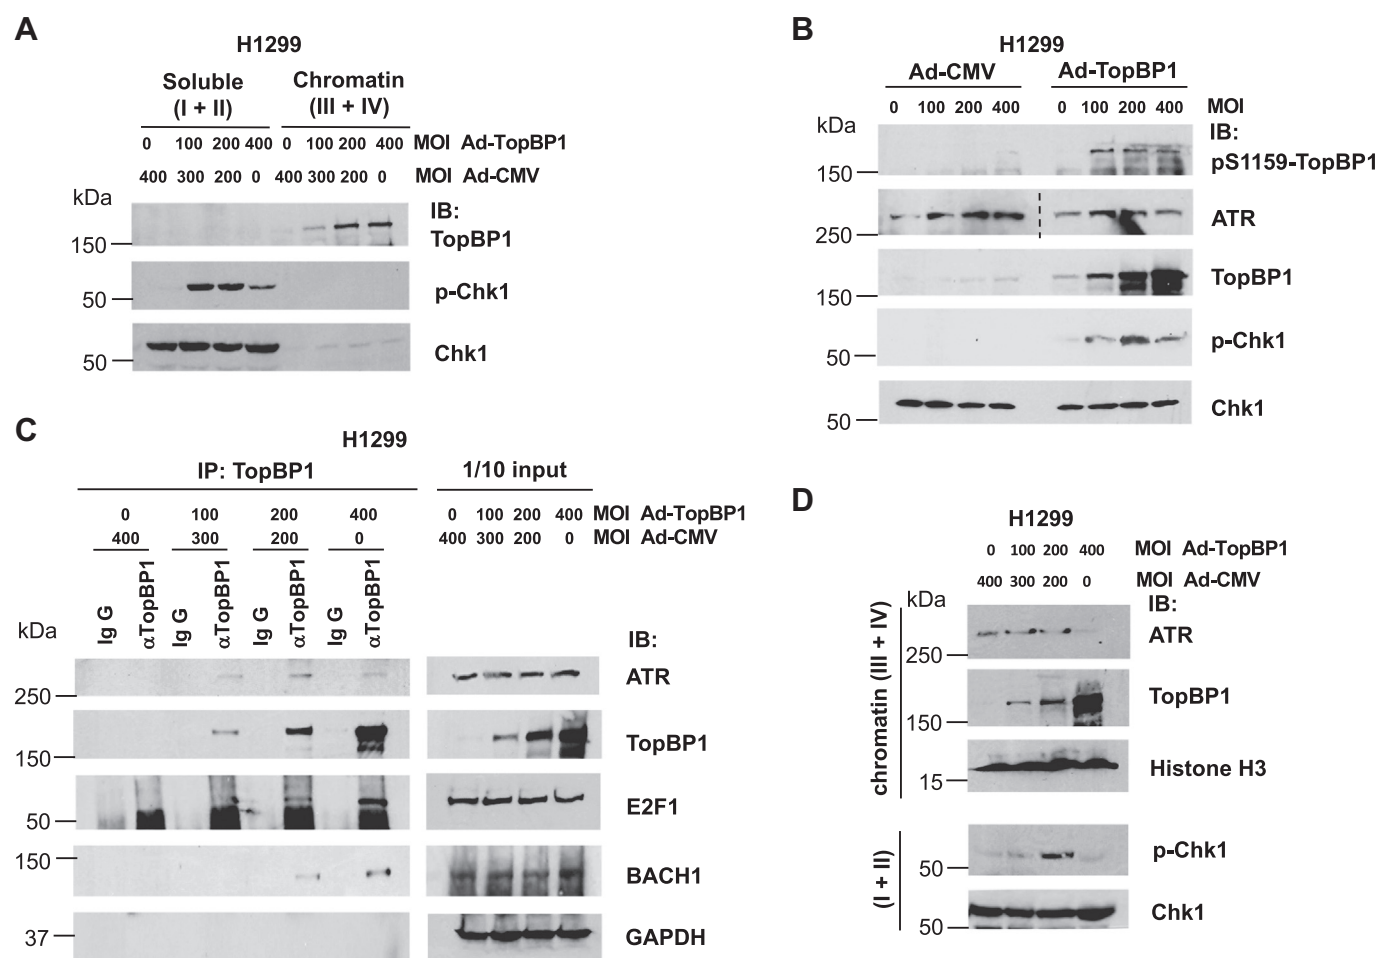 A
H1299
Soluble
(I + II)
Chromatin
(III + IV)
0 100 200 400 0 100 200 400 MOI Ad-TopBP1
400 300 200 0 400 300 200 0 MOI Ad-CMV
kDa
IB:
TopBP1
150
p-Chk1
50
Chk1
50
B
H1299
Ad-CMV Ad-TopBP1
0 100 200 400 0 100 200 400 MOI
kDa
IB:
pS1159-TopBP1
150
ATR
250
TopBP1
150
p-Chk1
50
Chk1
50
C
H1299
IP: TopBP1 1/10 input
0 100 200 400 0 100 200 400 MOI Ad-TopBP1
400 300 200 0 400 300 200 0 MOI Ad-CMV
Ig G αTopBP1 Ig G αTopBP1 Ig G αTopBP1 Ig G αTopBP1
kDa
IB:
ATR
250
TopBP1
150
E2F1
50
150
BACH1
37
GAPDH
D
H1299
0 100 200 400 MOI Ad-TopBP1
400 300 200 0 MOI Ad-CMV
kDa
IB:
chromatin (III + IV)
ATR
250
TopBP1
150
Histone H3
15
(I + II)
p-Chk1
50
Chk1
50